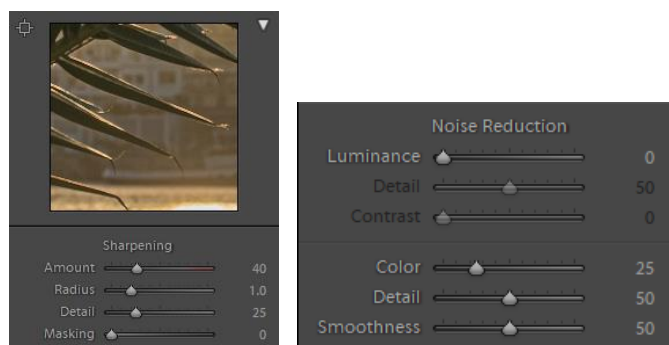 Sharpening
Amount 40
Radius 1.0
Detail 25
Masking 0
Noise Reduction
Luminance 0
Detail 50
Contrast 0
Color 25
Detail 50
Smoothness 50